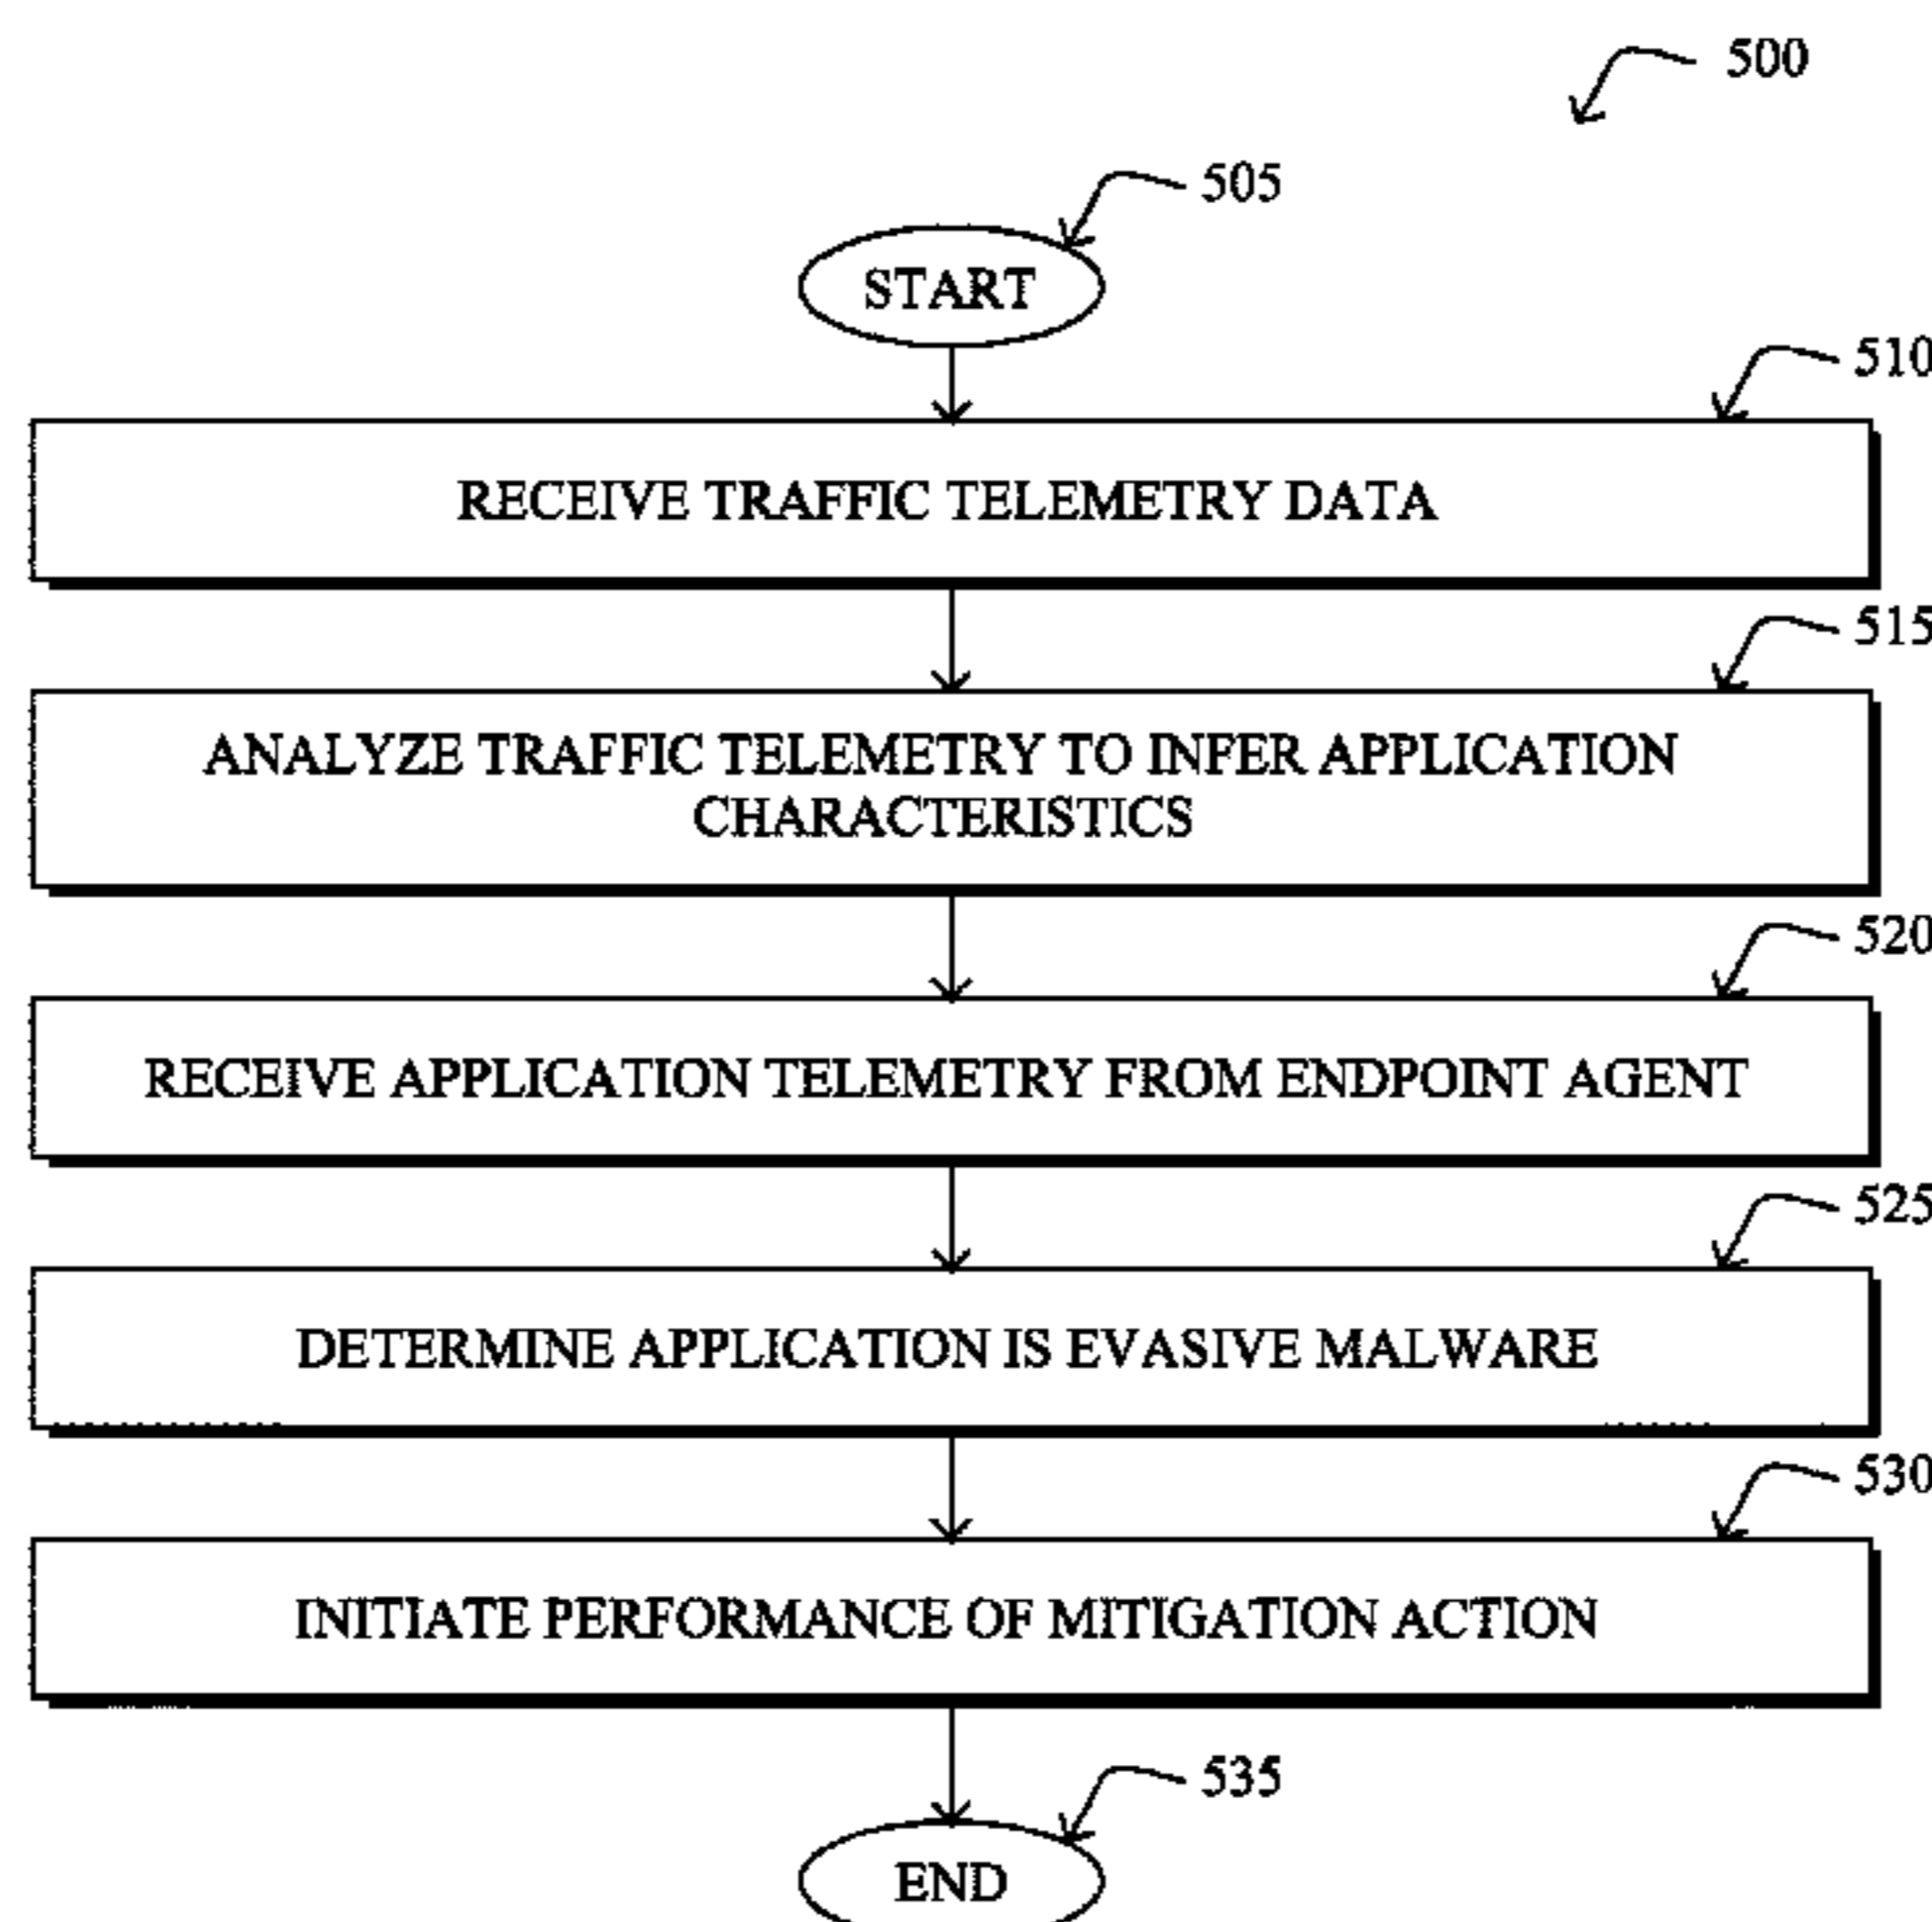 500
505
START
510
RECEIVE TRAFFIC TELEMETRY DATA
515
ANALYZE TRAFFIC TELEMETRY TO INFER APPLICATION
CHARACTERISTICS
520
RECEIVE APPLICATION TELEMETRY FROM ENDPOINT AGENT
525
DETERMINE APPLICATION IS EVASIVE MALWARE
530
INITIATE PERFORMANCE OF MITIGATION ACTION
535
END